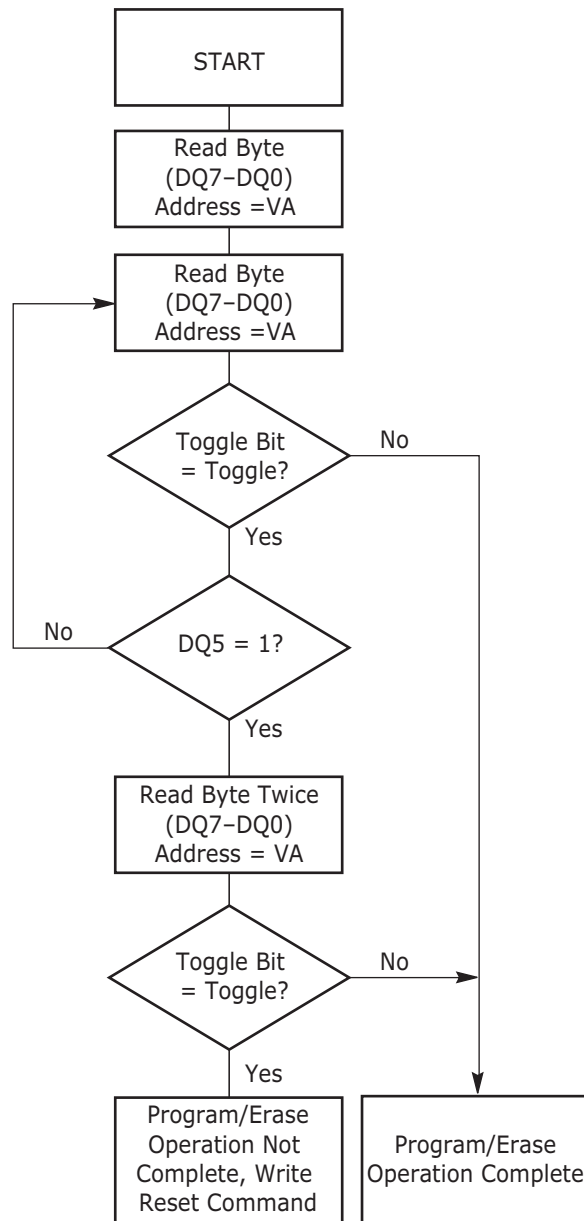 START
Read Byte
(DQ7–DQ0)
Address =VA
Read Byte
(DQ7–DQ0)
Address =VA
Toggle Bit
= Toggle?
No
Yes
No
DQ5 = 1?
Yes
Read Byte Twice
(DQ7–DQ0)
Address = VA
Toggle Bit
= Toggle?
No
Yes
Program/Erase
Operation Not
Complete, Write
Reset Command
Program/Erase
Operation Complete